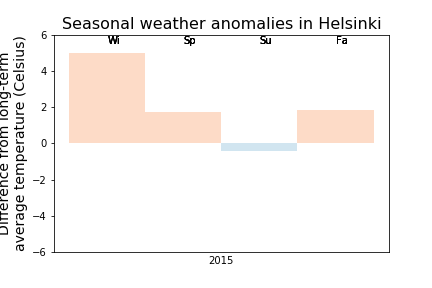 Seasonal weather anomalies in Helsinki
Difference from long-term
average temperature (Celsius)
6
4
2
0
−2
−4
−6
Wi Sp Su Fa
2015